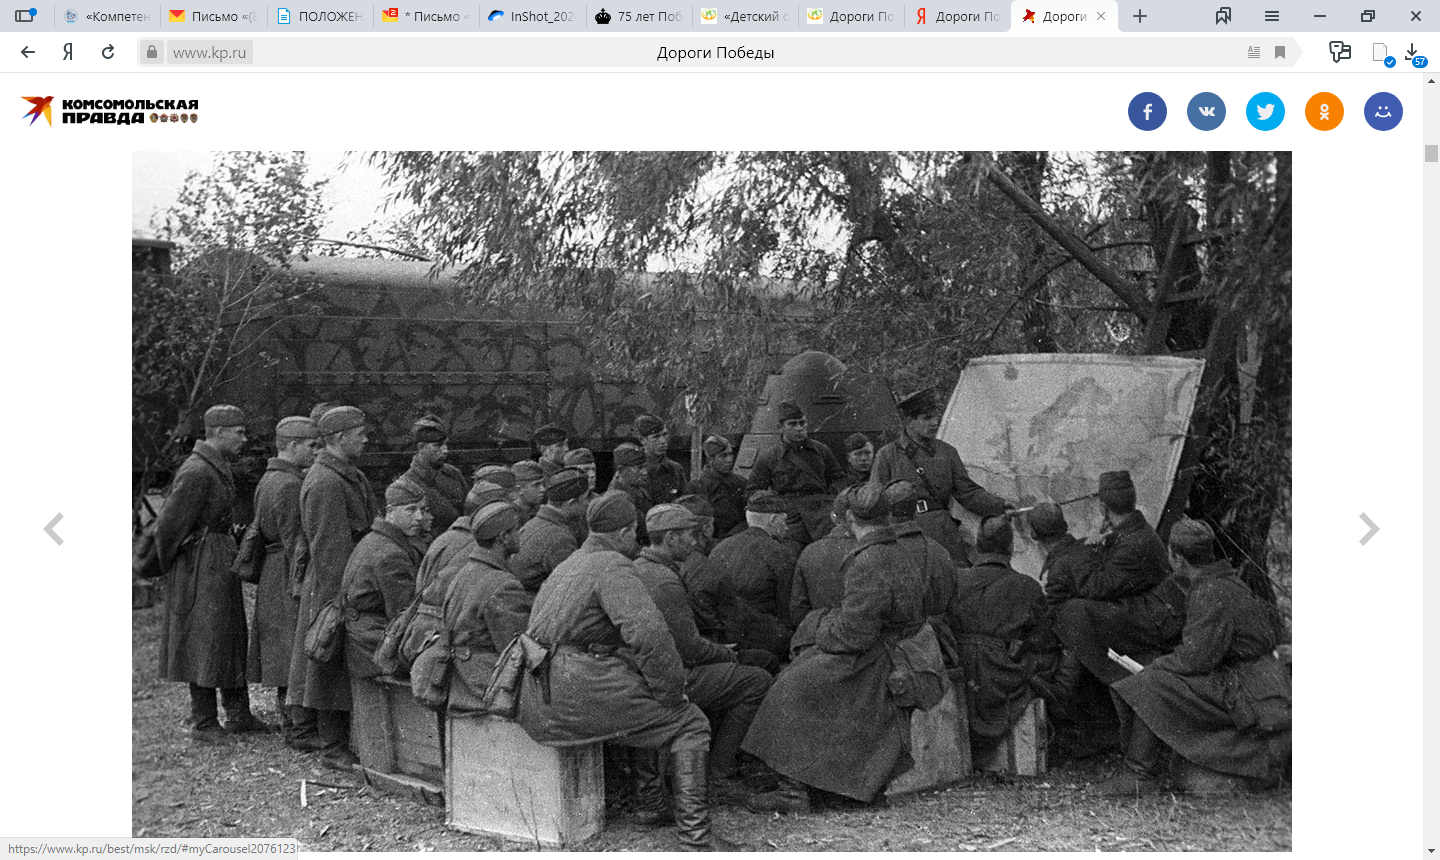 «Компетен
Письмо «(Е
ПОЛОЖЕН
* Письмо «
InShot_202
75 лет Поб
«Детский с
Дороги По
Дороги По
Дороги
www.kp.ru
Дороги Победы
57
КОМСОМОЛЬСКАЯ
ПРАВДА
https://www.kp.ru/best/msk/rzd/#myCarousel2076123